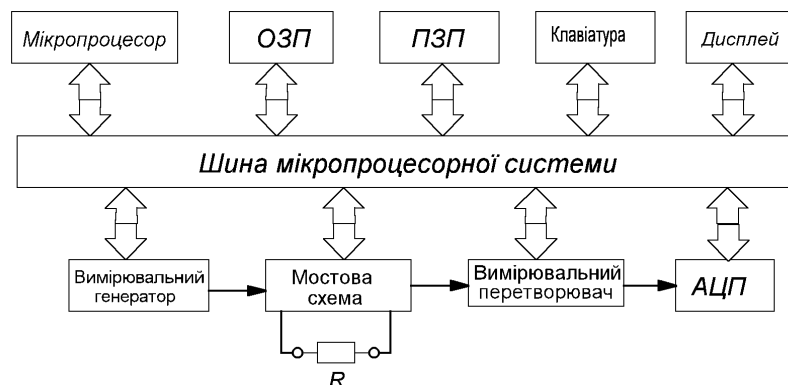 Мікропроцесор
ОЗП
ПЗП
Клавіатура
Дисплей
Шина мікропроцесорної системи
Вимірювальний
генератор
Мостова
схема
Вимірювальний
перетворювач
АЦП
R